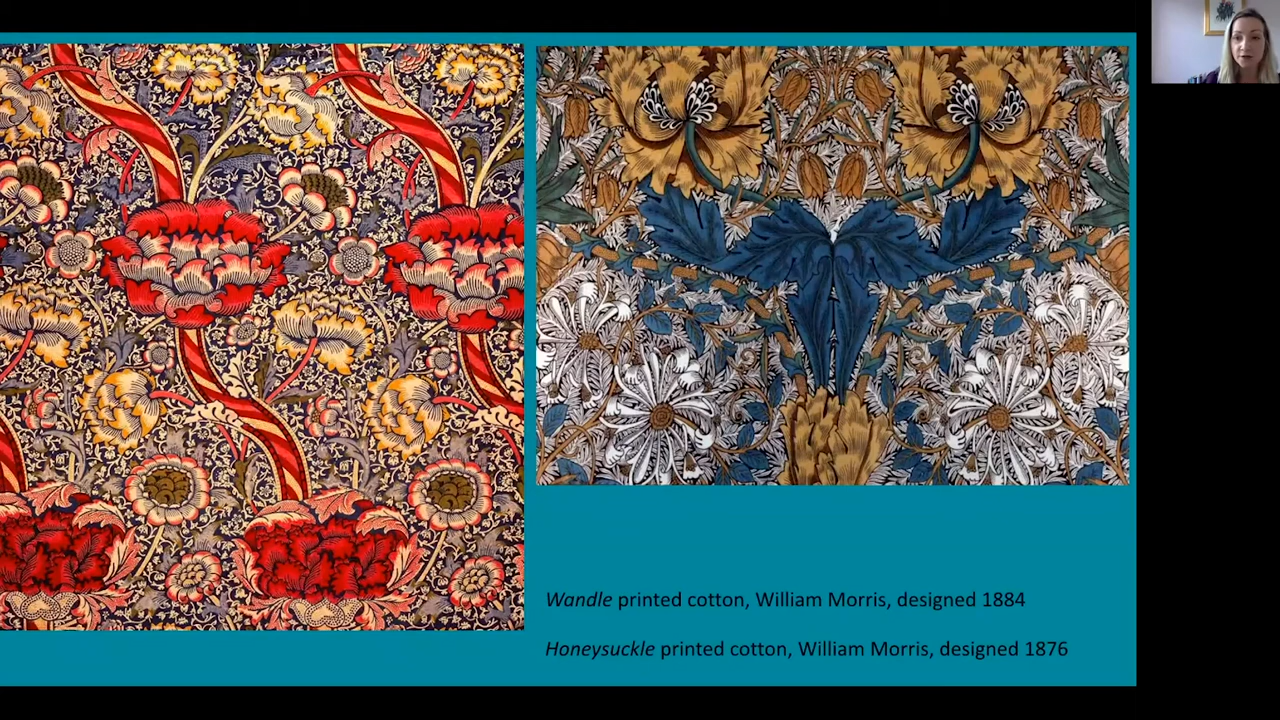 Wandle printed cotton, William Morris, designed 1884
Honeysuckle printed cotton, William Morris, designed 1876